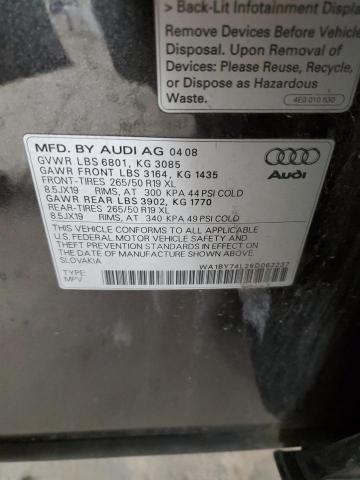 > Back-Lit Infotainment Displa
Remove Devices Before Vehicle
Disposal. Upon Removal of
Devices: Please Reuse, Recycle,
or Dispose as Hazardous
Waste.
4E0 010 530
MFD. BY AUDI AG 04 08
GVWR LBS 6801, KG 3085
GAWR FRONT LBS 3164, KG 1435
FRONT-TIRES 265/50 R19 XL
8.5JX19 RIMS, AT 300 KPA 44 PSI COLD
GAWR REAR LBS 3902, KG 1770
REAR-TIRES 265/50 R19 XL
8.5JX19 RIMS, AT 340 KPA 49 PSI COLD
Audi
THIS VEHICLE CONFORMS TO ALL APPLICABLE
U.S. FEDERAL MOTOR VEHICLE SAFETY- AND
THEFT PREVENTION STANDARDS IN EFFECT ON
THE DATE OF MANUFACTURE SHOWN ABOVE
SLOVAKIA
TYPE:
MPV
WA1BY74L28D062237
Audi